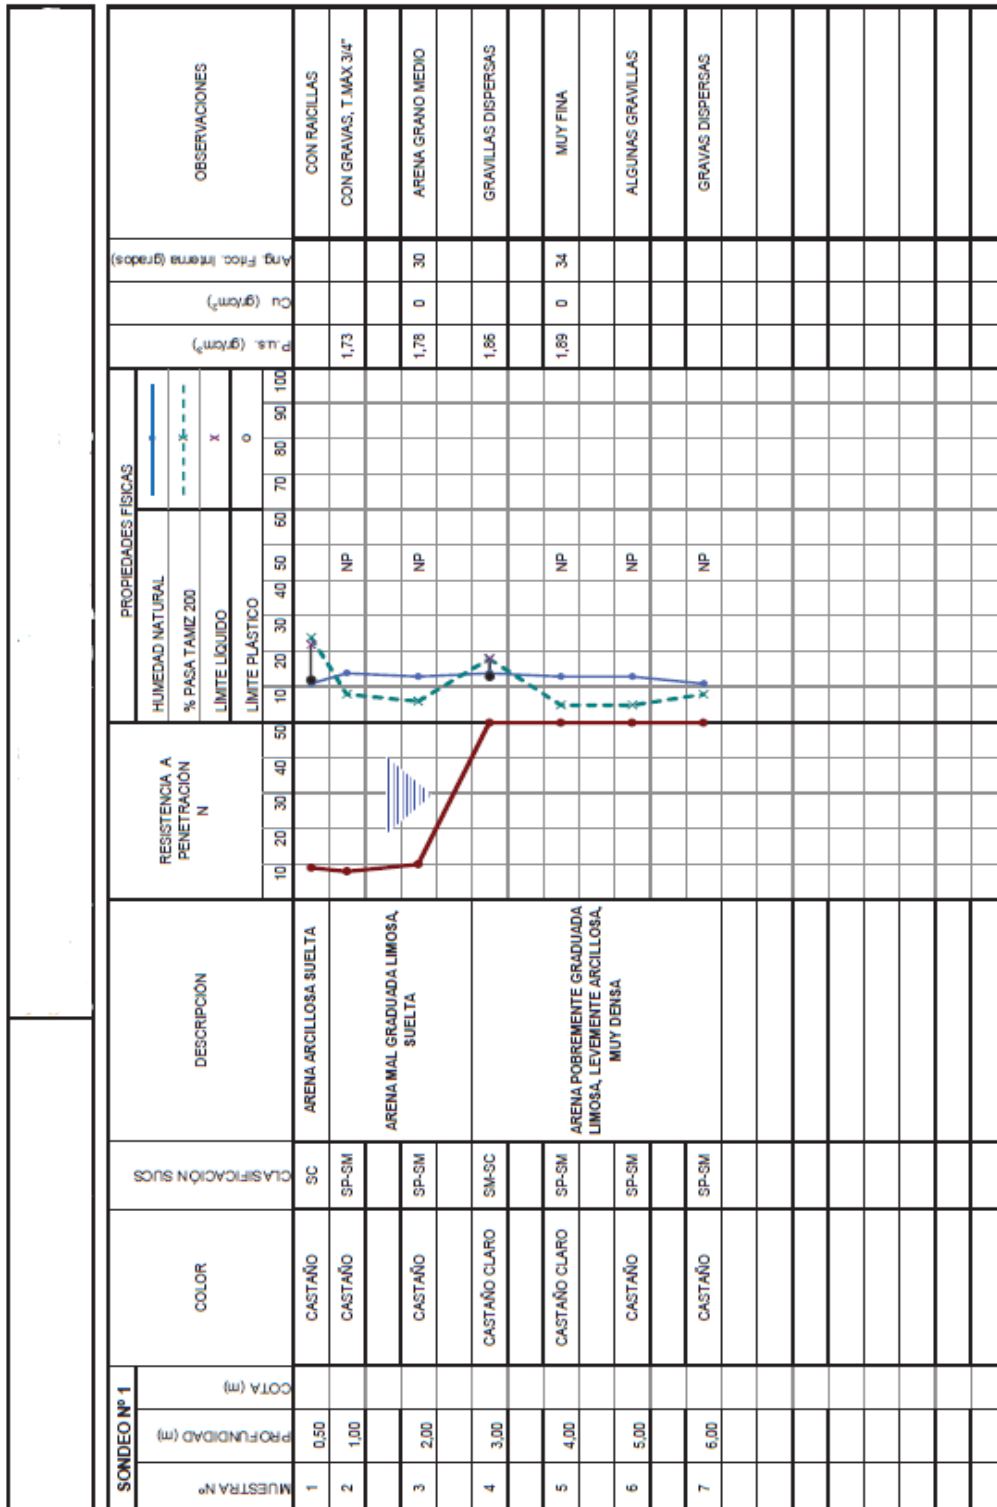 SONDEO Nº 1
MUESTRA Nº
PROFUNDIDAD (m)
COTA (m)
COLOR
CLASIFICACIÓN SUCS
DESCRIPCIÓN
RESISTENCIA A
PENETRACIÓN
N
10 20 30 40 50
PROPIEDADES FÍSICAS
HUMEDAD NATURAL
% PASA TAMIZ 200
LÍMITE LÍQUIDO
LÍMITE PLÁSTICO
10 20 30 40 50 60 70 80 90 100
P.u.s. (gr/cm³)
Cu (gr/cm²)
Ang. Fricc. Interna (grados)
OBSERVACIONES
1 0,50 CASTAÑO SC ARENA ARCILLOSA SUELTA CON RAICILLAS
2 1,00 CASTAÑO SP-SM NP 1,73 CON GRAVAS, T.MÁX 3/4"
ARENA MAL GRADUADA LIMOSA,
SUELTA
3 2,00 CASTAÑO SP-SM NP 1,78 0 30 ARENA GRANO MEDIO
4 3,00 CASTAÑO CLARO SM-SC 1,86 GRAVILLAS DISPERSAS
5 4,00 CASTAÑO CLARO SP-SM NP 1,89 0 34 MUY FINA
ARENA POBREMENTE GRADUADA
LIMOSA, LEVEMENTE ARCILLOSA,
MUY DENSA
6 5,00 CASTAÑO SP-SM NP ALGUNAS GRAVILLAS
7 6,00 CASTAÑO SP-SM NP GRAVAS DISPERSAS